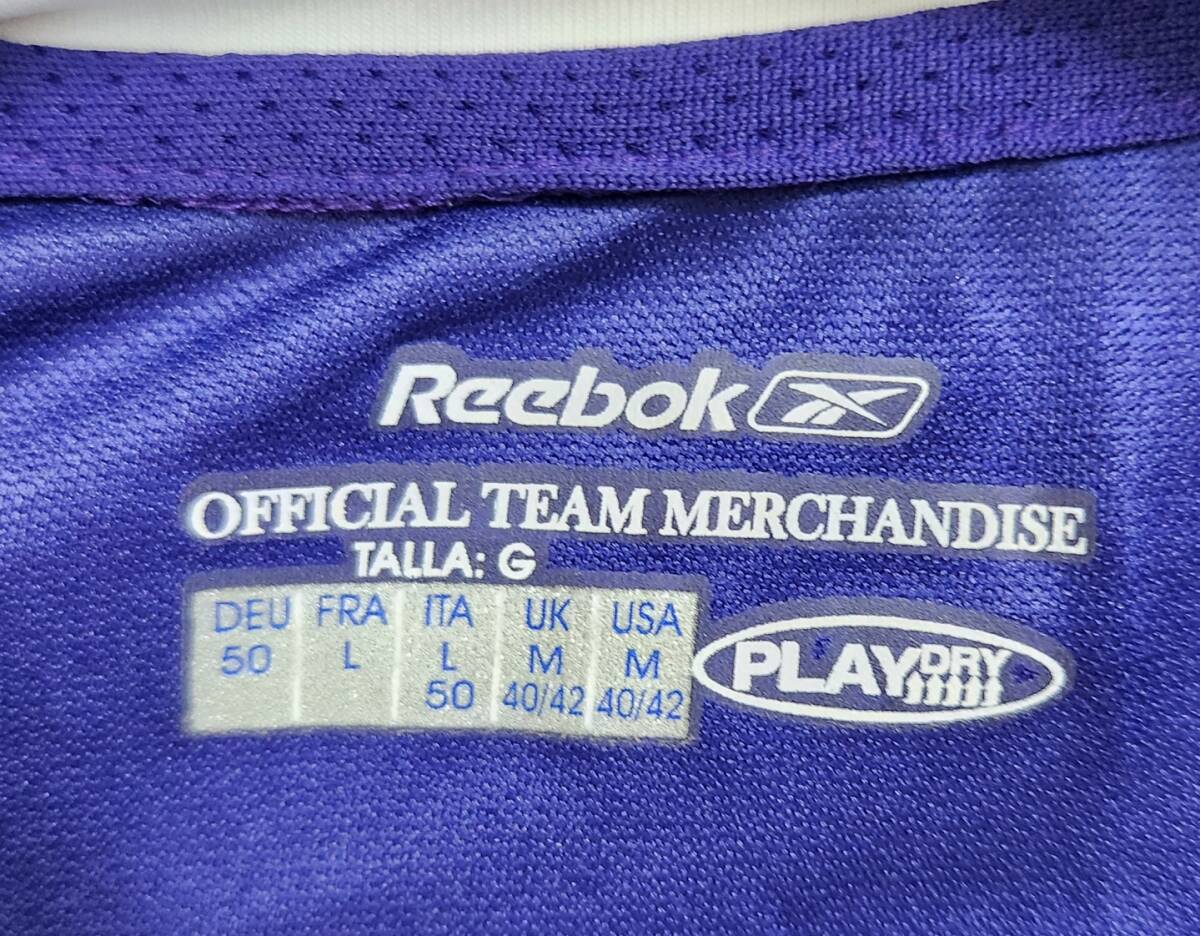 Reebok
OFFICIAL TEAM MERCHANDISE
TALLA: G
DEU FRA ITA UK USA
50 L L M M
50 40/42 40/42
PLAYDRY